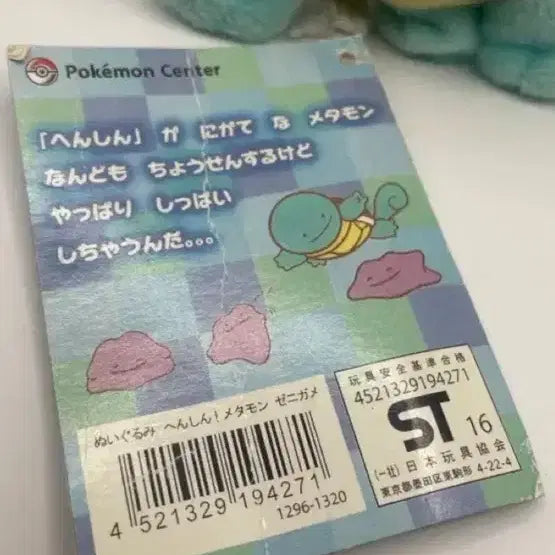 Pokémon Center
「へんしん」 が にがて な メタモン
なんども ちょうせんするけど
やっぱり しっぱい
しちゃうんだ...
ぬいぐるみ へんしん！メタモン ゼニガメ
4 521329 194271
1296-1320
玩具安全基準合格
4521329194271
ST 16
(一社)日本玩具協会
東京都墨田区東駒形 4-22-4